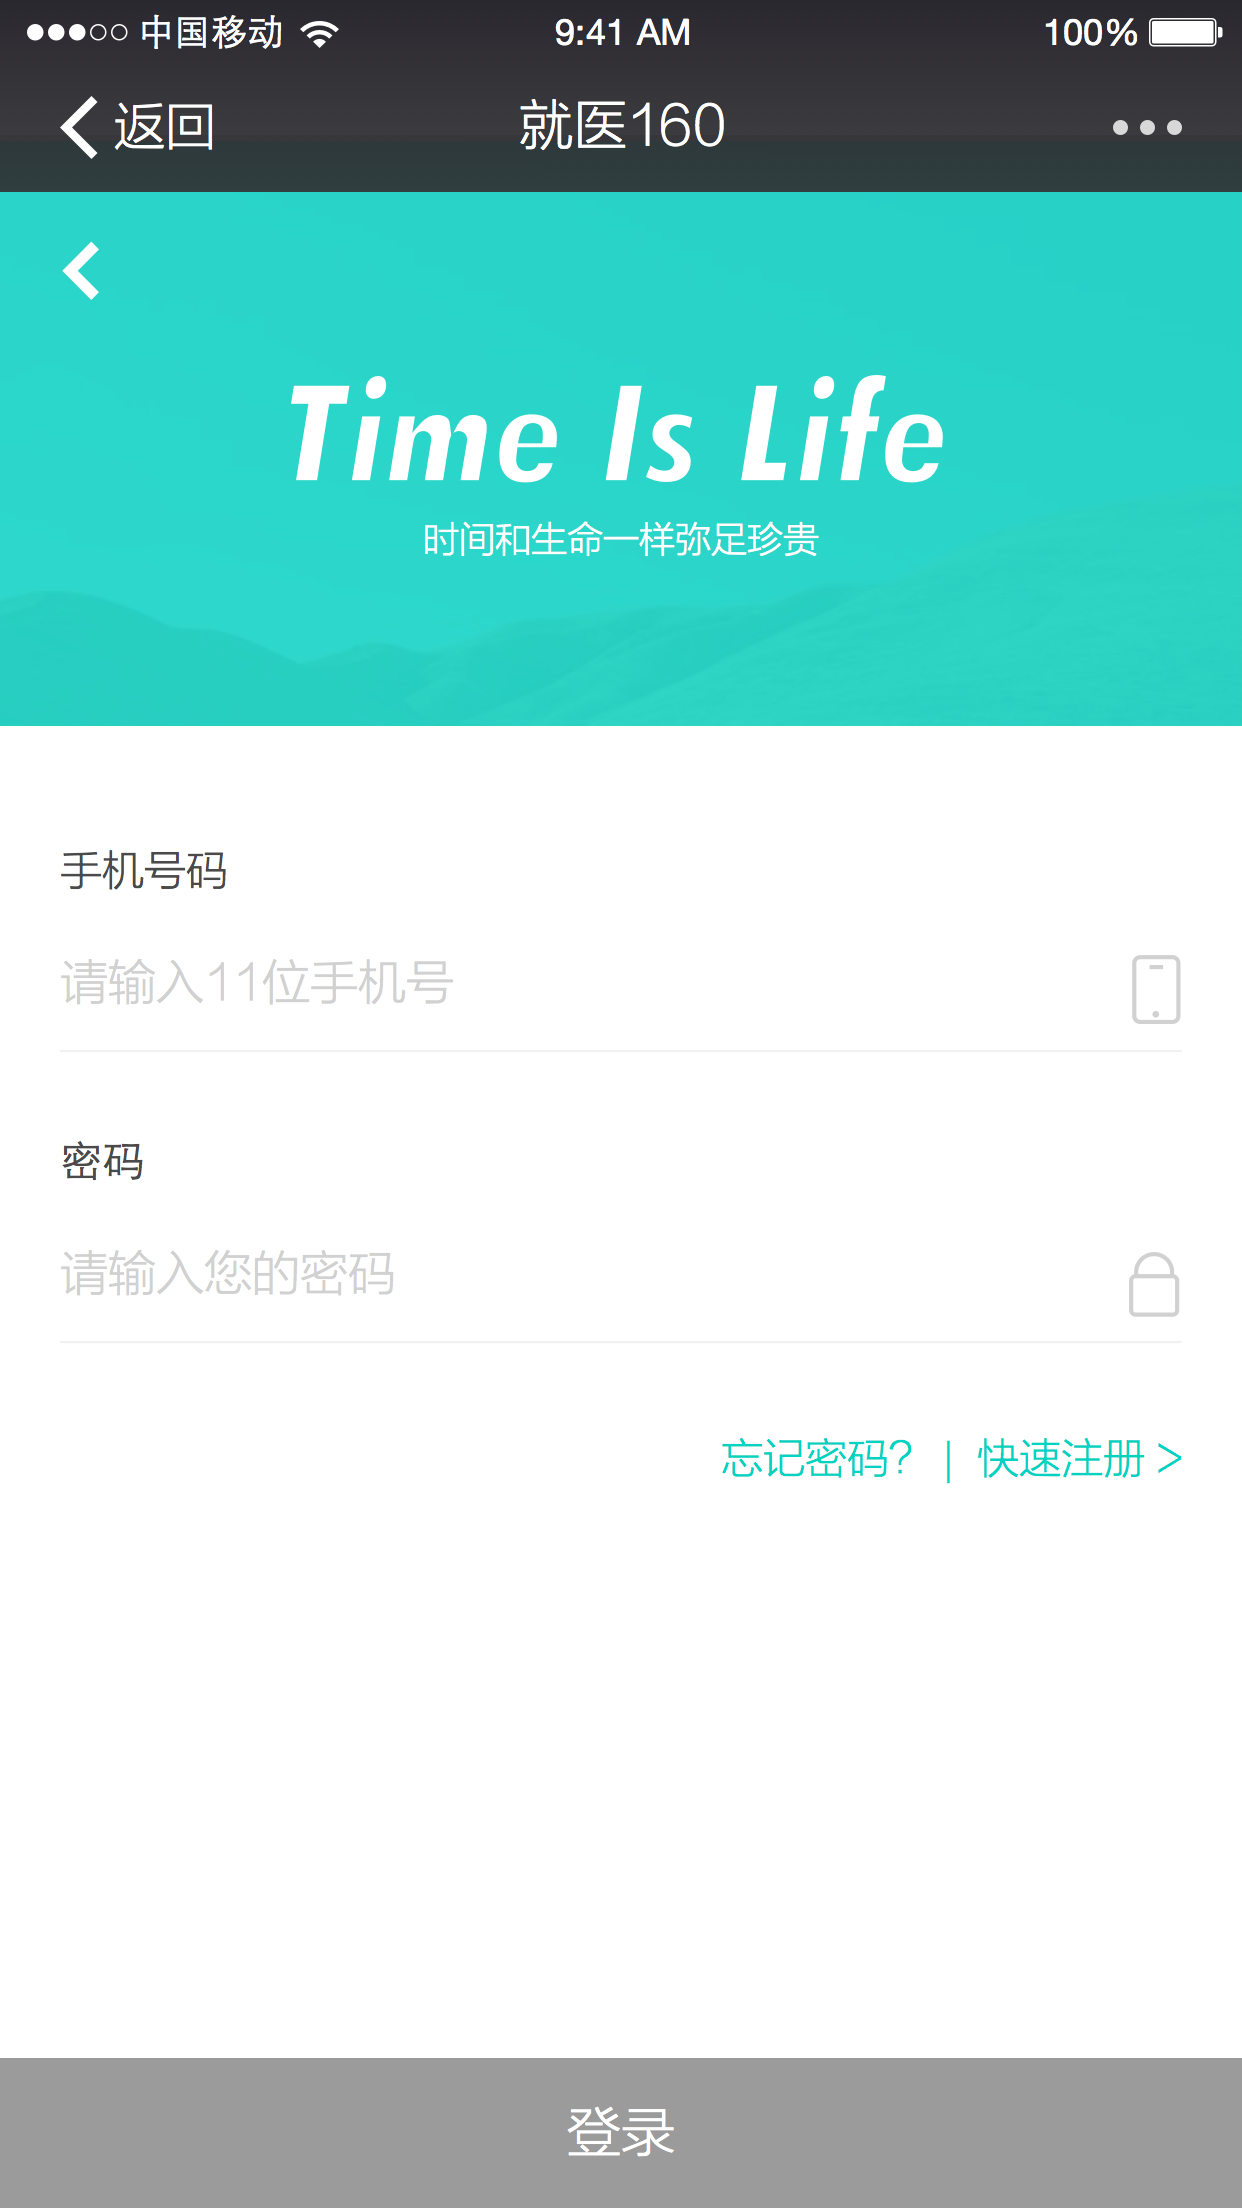 中国移动 9:41 AM 100%
返回 就医160
Time Is Life
时间和生命一样弥足珍贵
手机号码
请输入11位手机号
密码
请输入您的密码
忘记密码? | 快速注册 >
登录